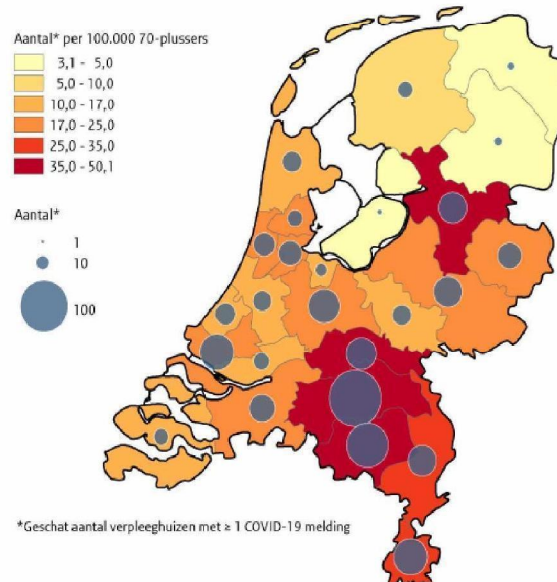 Aantal* per 100.000 70-plussers
3,1 - 5,0
5,0 - 10,0
10,0 - 17,0
17,0 - 25,0
25,0 - 35,0
35,0 - 50,1
Aantal*
1
10
100
*Geschat aantal verpleeghuizen met ≥ 1 COVID-19 melding